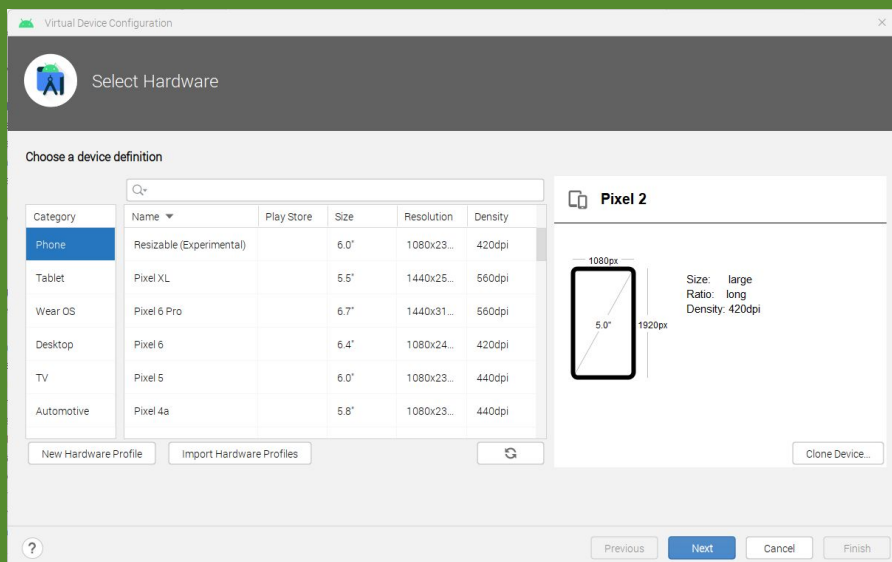 Virtual Device Configuration
Select Hardware
Choose a device definition
Category
Phone
Tablet
Wear OS
Desktop
TV
Automotive
Name Play Store Size Resolution Density
Resizable (Experimental) 6.0" 1080x23... 420dpi
Pixel XL 5.5" 1440x25... 560dpi
Pixel 6 Pro 6.7" 1440x31... 560dpi
Pixel 6 6.4" 1080x24... 420dpi
Pixel 5 6.0" 1080x23... 440dpi
Pixel 4a 5.8" 1080x23... 440dpi
New Hardware Profile Import Hardware Profiles
Pixel 2
1080px
5.0"
1920px
Size: large
Ratio: long
Density: 420dpi
Clone Device...
?
Previous Next Cancel Finish